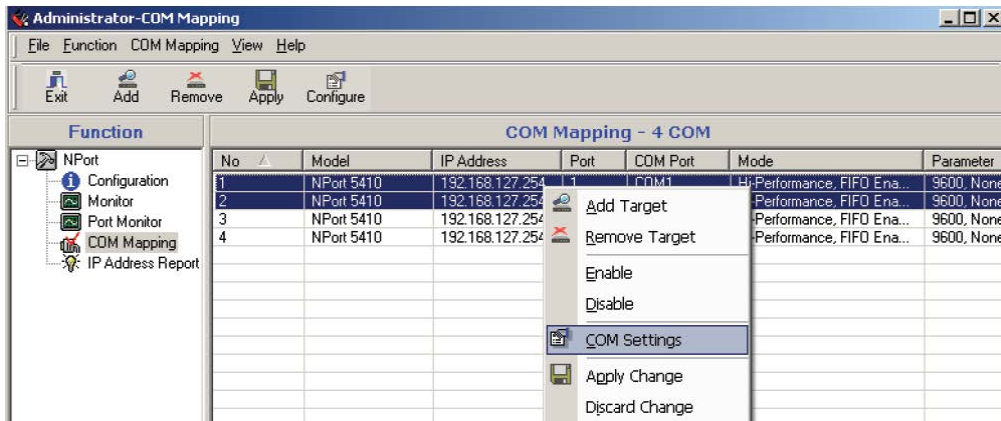 Administrator-COM Mapping
File Function COM Mapping View Help
Exit Add Remove Apply Configure
Function
COM Mapping - 4 COM
NPort
Configuration
Monitor
Port Monitor
COM Mapping
IP Address Report
No Model IP Address Port COM Port Mode Parameter
1 NPort 5410 192.168.127.254 1 COM1 Hi-Performance, FIFO Ena... 9600, None
2 NPort 5410 192.168.127.254 -Performance, FIFO Ena... 9600, None
3 NPort 5410 192.168.127.254 -Performance, FIFO Ena... 9600, None
4 NPort 5410 192.168.127.254 -Performance, FIFO Ena... 9600, None
Add Target
Remove Target
Enable
Disable
COM Settings
Apply Change
Discard Change